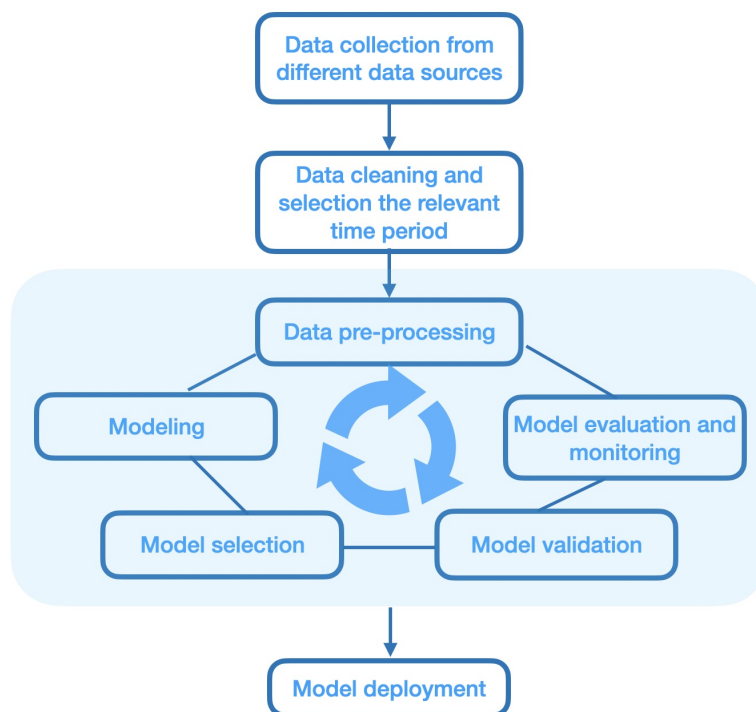 Data collection from
different data sources
Data cleaning and
selection the relevant
time period
Data pre-processing
Modeling
Model evaluation and
monitoring
Model selection
Model validation
Model deployment